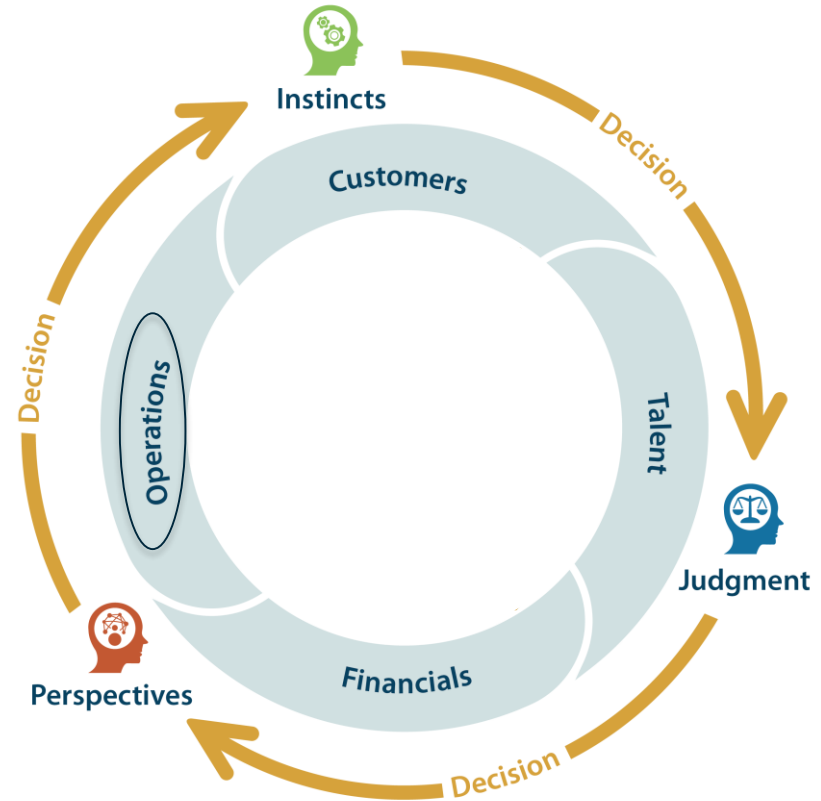 Instincts
Decision
Customers
Talent
Judgment
Decision
Financials
Perspectives
Operations
Decision